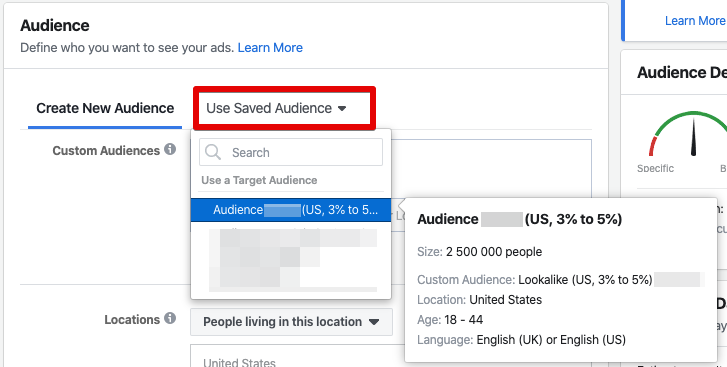 Audience
Define who you want to see your ads. Learn More
Create New Audience
Use Saved Audience
Custom Audiences
Search
Use a Target Audience
Audience (US, 3% to 5%...
Audience (US, 3% to 5%)
Size: 2 500 000 people
Custom Audience: Lookalike (US, 3% to 5%)
Location: United States
Age: 18 - 44
Language: English (UK) or English (US)
Locations
People living in this location
United States
Learn More
Audience De
Specific
B